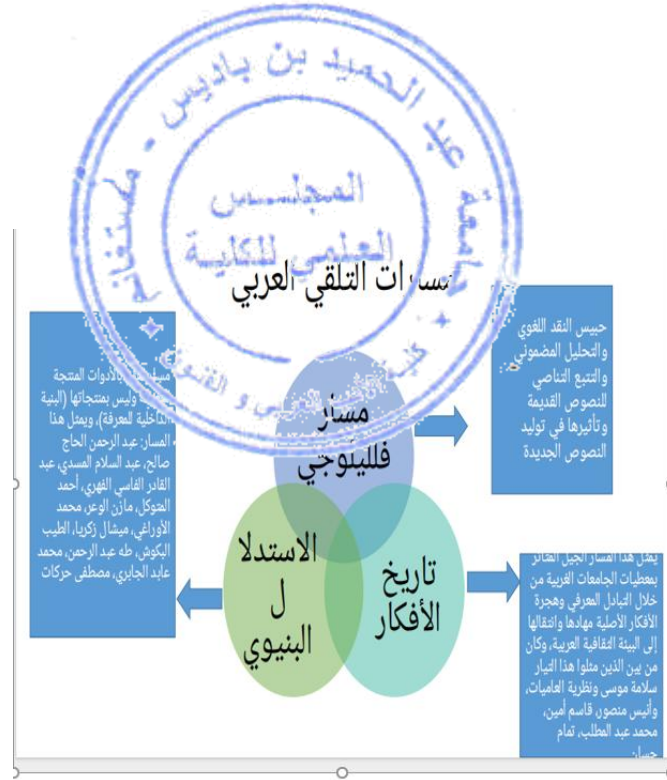 جامعة عبد الحميد بن باديس - مستغانم
المجلس
العلمي للكلية
كلية الأدب العربي و الفنون
مسارات التلقي العربي
حبيس النقد اللغوي
والتحليل المضموني
والتتبع التناصي
للنصوص القديمة
وتأثيرها في توليد
النصوص الجديدة
بالأدوات المنتجة
وليس بمنتجاتها (البنية
الداخلية للمعرفة)، ويمثل هذا
المسار: عبد الرحمن الحاج
صالح، عبد السلام المسدي، عبد
القادر الفاسي الفهري، أحمد
المتوكل، مازن الوعر، محمد
الأوراغي، ميشال زكريا، الطيب
البكوش، طه عبد الرحمن، محمد
عابد الجابري، مصطفى حركات
مسار
فللينوجي
الاستدلا
ل
البنيوي
تاريخ
الأفكار
يمثل هذا المسار الجيل المتأثر
بمعطيات الجامعات الغربية من
خلال التبادل المعرفي وهجرة
الأفكار الأصلية مهادها وانتقالها
إلى البيئة الثقافية العربية، وكان
من بين الذين مثلوا هذا التيار
سلامة موسى ونظرية العاميات،
وأنيس منصور، قاسم أمين،
محمد عبد المطلب، تمام
حسان